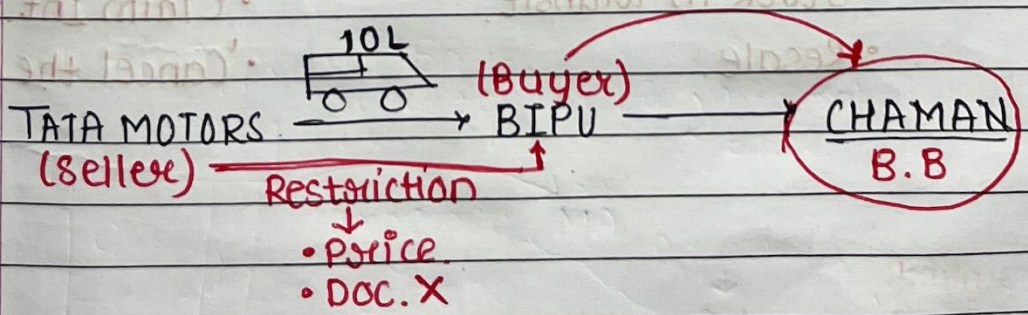 10L
(Buyer)
TATA MOTORS → BIPU → CHAMAN
(Seller)
B.B
Restriction
↓
• Price
• DOC. X